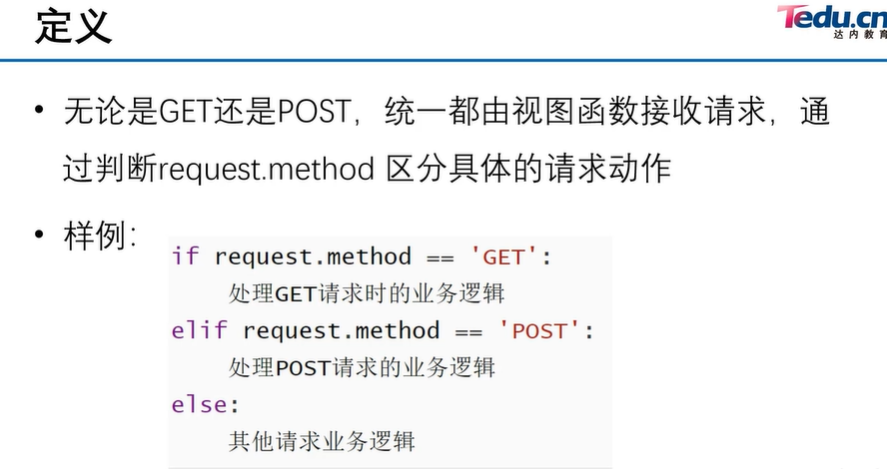 定义
Tedu.cn
达内教育
• 无论是GET还是POST，统一都由视图函数接收请求，通
过判断request.method 区分具体的请求动作
• 样例：
if request.method == 'GET':
处理GET请求时的业务逻辑
elif request.method == 'POST':
处理POST请求的业务逻辑
else:
其他请求业务逻辑